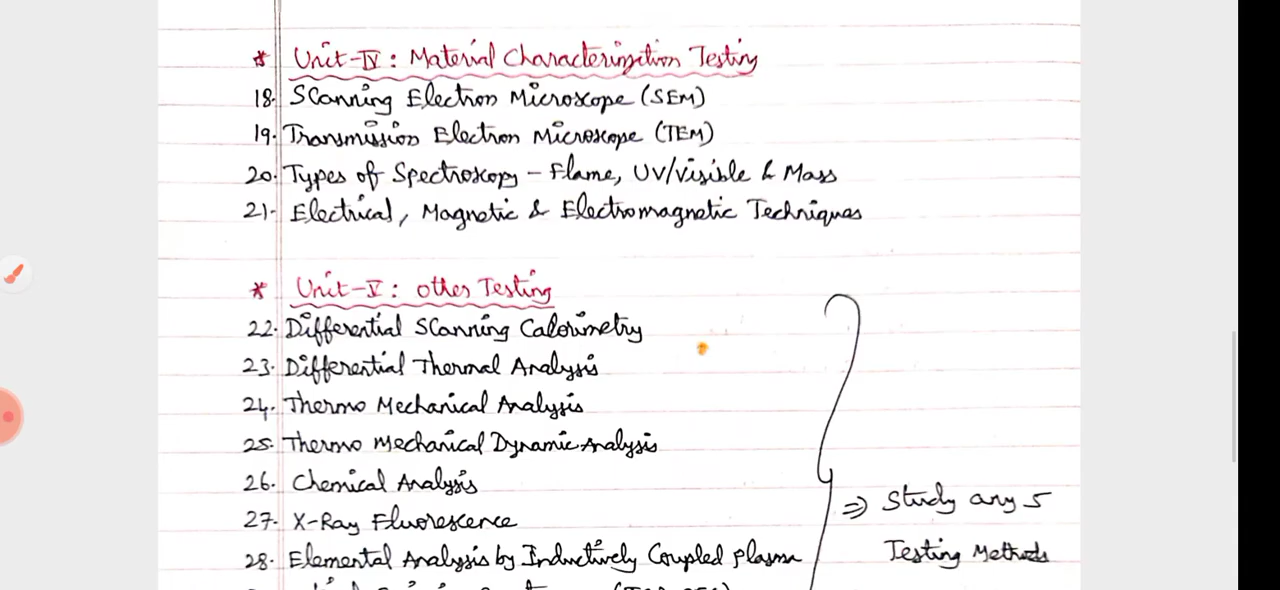 * Unit-IV: Material Characterization Testing
18. Scanning Electron Microscope (SEM)
19. Transmission Electron Microscope (TEM)
20. Types of Spectroscopy - Flame, UV/Visible & Mass
21. Electrical, Magnetic & Electromagnetic Techniques
* Unit-V: Other Testing
22. Differential Scanning Calorimetry
23. Differential Thermal Analysis
24. Thermo Mechanical Analysis
25. Thermo Mechanical Dynamic Analysis
26. Chemical Analysis
27. X-Ray Fluorescence
28. Elemental Analysis by Inductively Coupled Plasma
⇒ Study any 5
Testing Methods